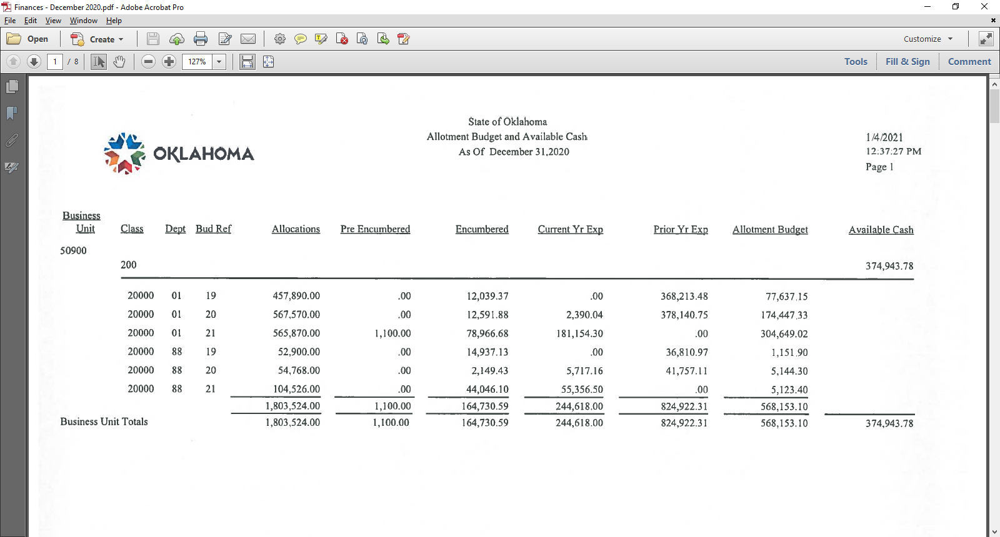 Finances - December 2020.pdf - Adobe Acrobat Pro
File Edit View Window Help
Open Create Customize
1 / 8 127% Tools Fill & Sign Comment
State of Oklahoma
Allotment Budget and Available Cash
As Of December 31,2020
1/4/2021
12:37:27 PM
Page 1
OKLAHOMA
Business
Unit Class Dept Bud Ref Allocations Pre Encumbered Encumbered Current Yr Exp Prior Yr Exp Allotment Budget Available Cash
50900
200 374,943.78
20000 01 19 457,890.00 .00 12,039.37 .00 368,213.48 77,637.15
20000 01 20 567,570.00 .00 12,591.88 2,390.04 378,140.75 174,447.33
20000 01 21 565,870.00 1,100.00 78,966.68 181,154.30 .00 304,649.02
20000 88 19 52,900.00 .00 14,937.13 .00 36,810.97 1,151.90
20000 88 20 54,768.00 .00 2,149.43 5,717.16 41,757.11 5,144.30
20000 88 21 104,526.00 .00 44,046.10 55,356.50 .00 5,123.40
1,803,524.00 1,100.00 164,730.59 244,618.00 824,922.31 568,153.10
Business Unit Totals 1,803,524.00 1,100.00 164,730.59 244,618.00 824,922.31 568,153.10 374,943.78